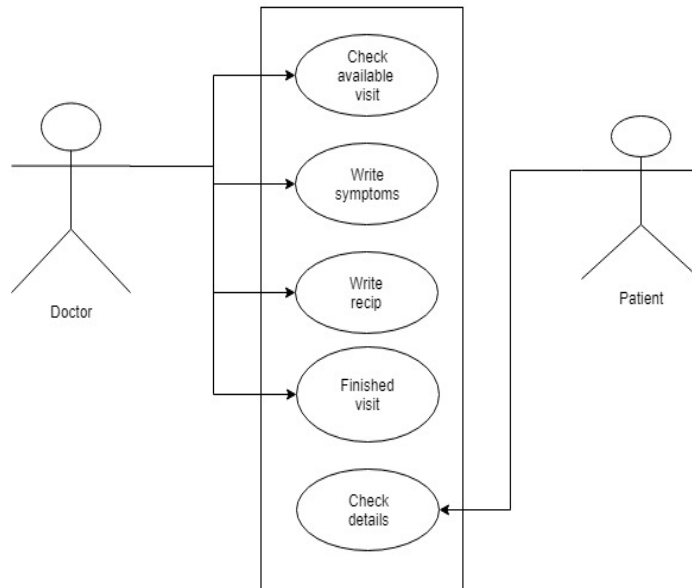 Check
available
visit
Write
symptoms
Write
recip
Doctor
Patient
Finished
visit
Check
details